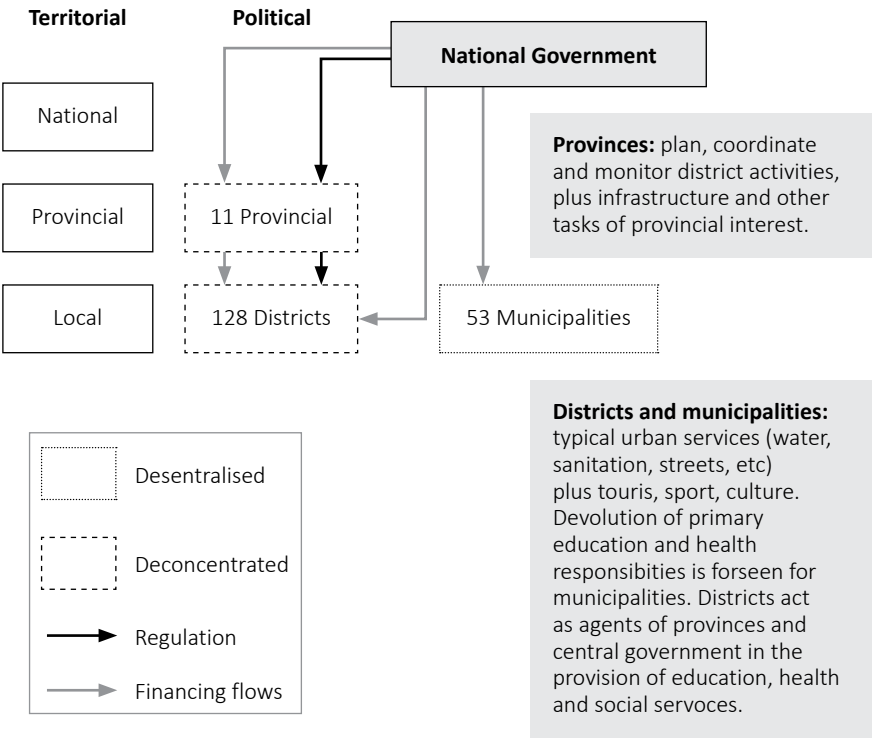 Territorial
Political
National Government
National
Provinces: plan, coordinate
and monitor district activities,
plus infrastructure and other
tasks of provincial interest.
Provincial
11 Provincial
Local
128 Districts
53 Municipalities
Districts and municipalities:
typical urban services (water,
sanitation, streets, etc)
plus touris, sport, culture.
Devolution of primary
education and health
responsibities is forseen for
municipalities. Districts act
as agents of provinces and
central government in the
provision of education, health
and social servoces.
Desentralised
Deconcentrated
Regulation
Financing flows